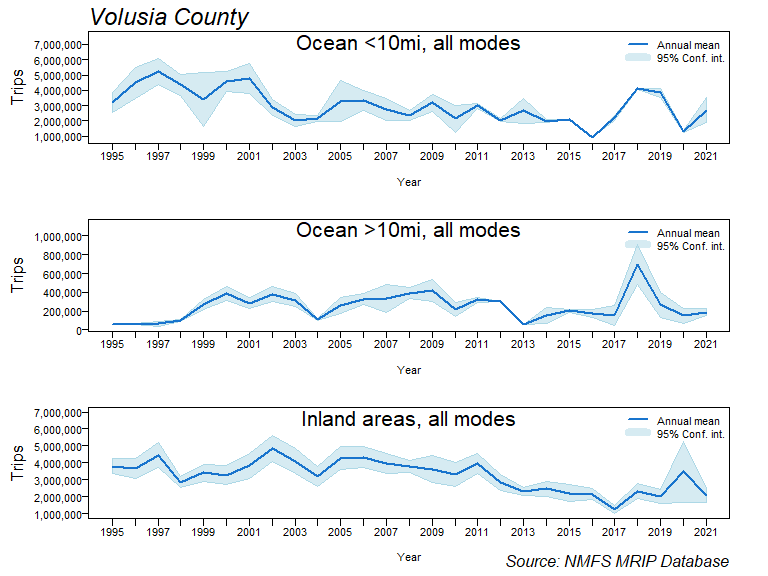 Volusia County
Ocean <10mi, all modes
Annual mean
95% Conf. int.
7,000,000
6,000,000
5,000,000
4,000,000
3,000,000
2,000,000
1,000,000
Trips
1995 1997 1999 2001 2003 2005 2007 2009 2011 2013 2015 2017 2019 2021
Year
Ocean >10mi, all modes
Annual mean
95% Conf. int.
1,000,000
800,000
600,000
400,000
200,000
0
Trips
1995 1997 1999 2001 2003 2005 2007 2009 2011 2013 2015 2017 2019 2021
Year
Inland areas, all modes
Annual mean
95% Conf. int.
7,000,000
6,000,000
5,000,000
4,000,000
3,000,000
2,000,000
1,000,000
Trips
1995 1997 1999 2001 2003 2005 2007 2009 2011 2013 2015 2017 2019 2021
Year
Source: NMFS MRIP Database